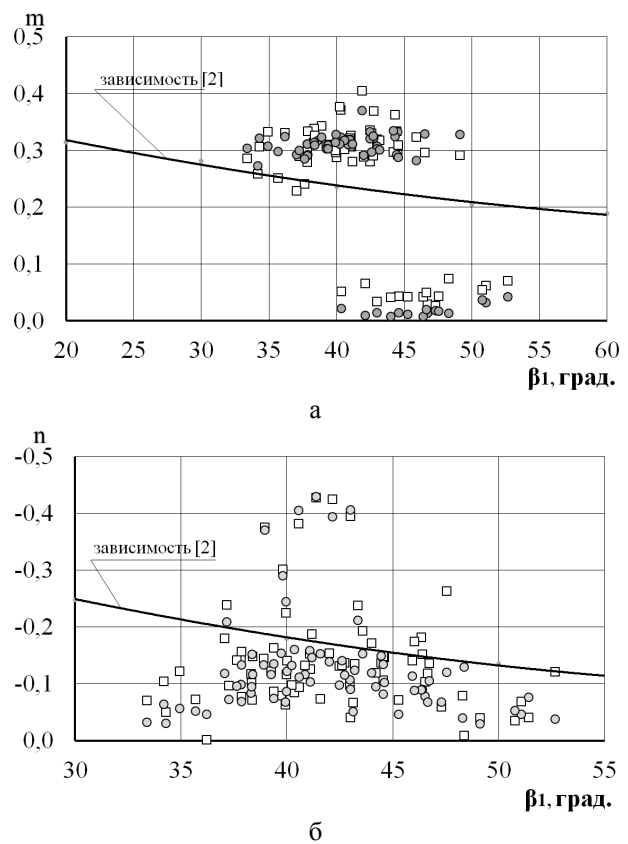 m
0,5
зависимость [2]
0,4
0,3
0,2
0,1
0,0
20 25 30 35 40 45 50 55 60
β1, град.
а
n
-0,5
-0,4
зависимость [2]
-0,3
-0,2
-0,1
0,0
30 35 40 45 50 55
β1, град.
б